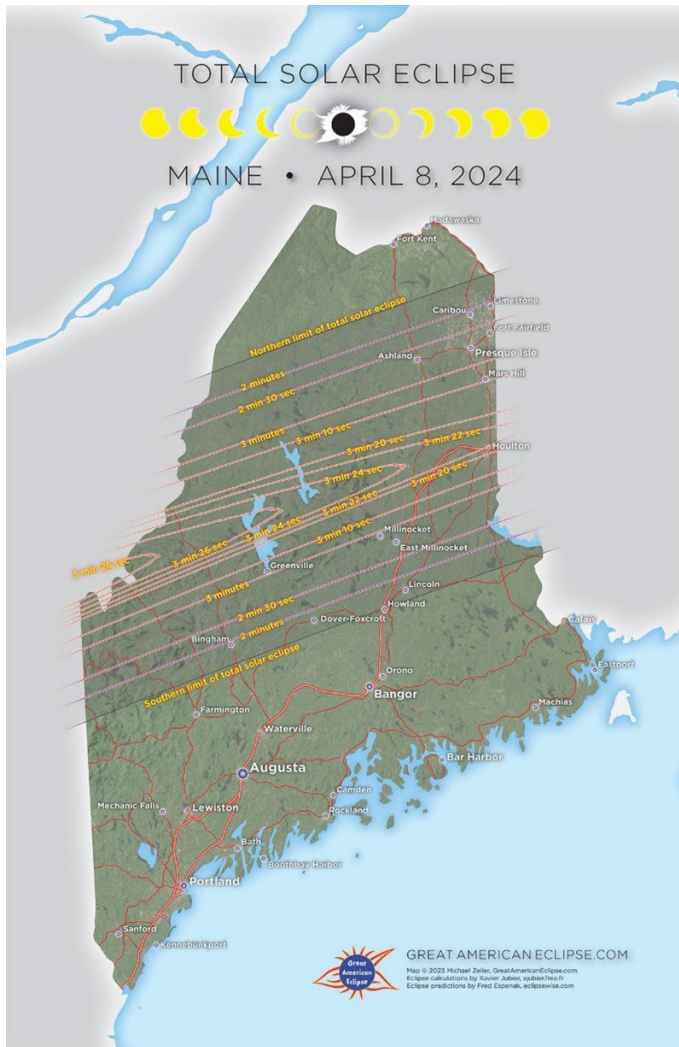 TOTAL SOLAR ECLIPSE
MAINE • APRIL 8, 2024
Madawaska
Fort Kent
Northern limit of total solar eclipse
Limestone
Caribou
Fort Fairfield
Presque Isle
Ashland
Mars Hill
2 minutes
2 min 30 sec
3 minutes
3 min 10 sec
3 min 20 sec
3 min 22 sec
Houlton
3 min 24 sec
3 min 20 sec
3 min 22 sec
3 min 24 sec
3 min 26 sec
3 min 28 sec
3 min 10 sec
Millinocket
East Millinocket
Greenville
3 minutes
Lincoln
2 min 30 sec
Howland
Dover-Foxcroft
2 minutes
Bingham
Calais
Southern limit of total solar eclipse
Orono
Eastport
Bangor
Farmington
Machias
Waterville
Bar Harbor
Augusta
Camden
Mechanic Falls
Lewiston
Rockland
Bath
Boothbay Harbor
Portland
Sanford
Kennebunkport
Great
American
Eclipse
GREAT AMERICAN ECLIPSE.COM
Map © 2023 Michael Zeiler, GreatAmericanEclipse.com
Eclipse calculations by Xavier Jubier, xjubier.free.fr
Eclipse predictions by Fred Espenak, eclipsewise.com